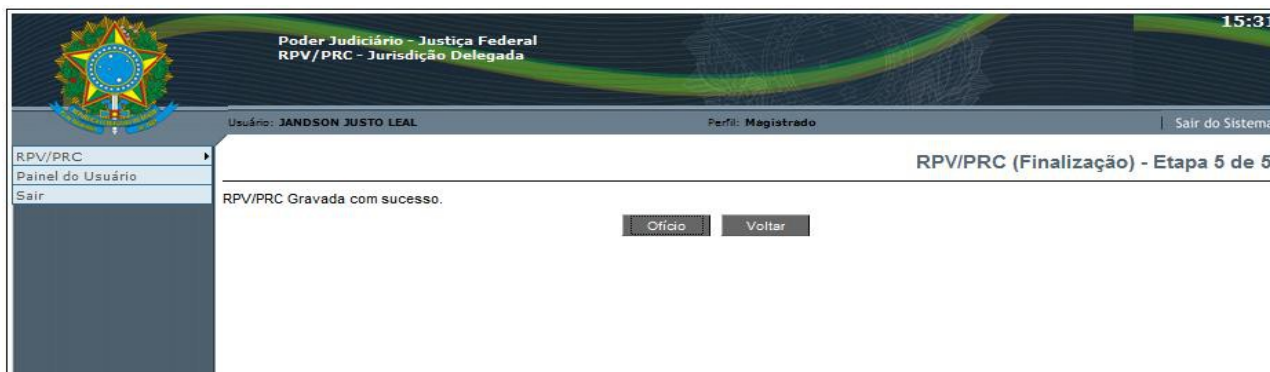 15:31
Poder Judiciário - Justiça Federal
RPV/PRC - Jurisdição Delegada
Usuário: JANDSON JUSTO LEAL Perfil: Magistrado | Sair do Sistema
RPV/PRC
Painel do Usuário
Sair
RPV/PRC (Finalização) - Etapa 5 de 5
RPV/PRC Gravada com sucesso.
Ofício Voltar